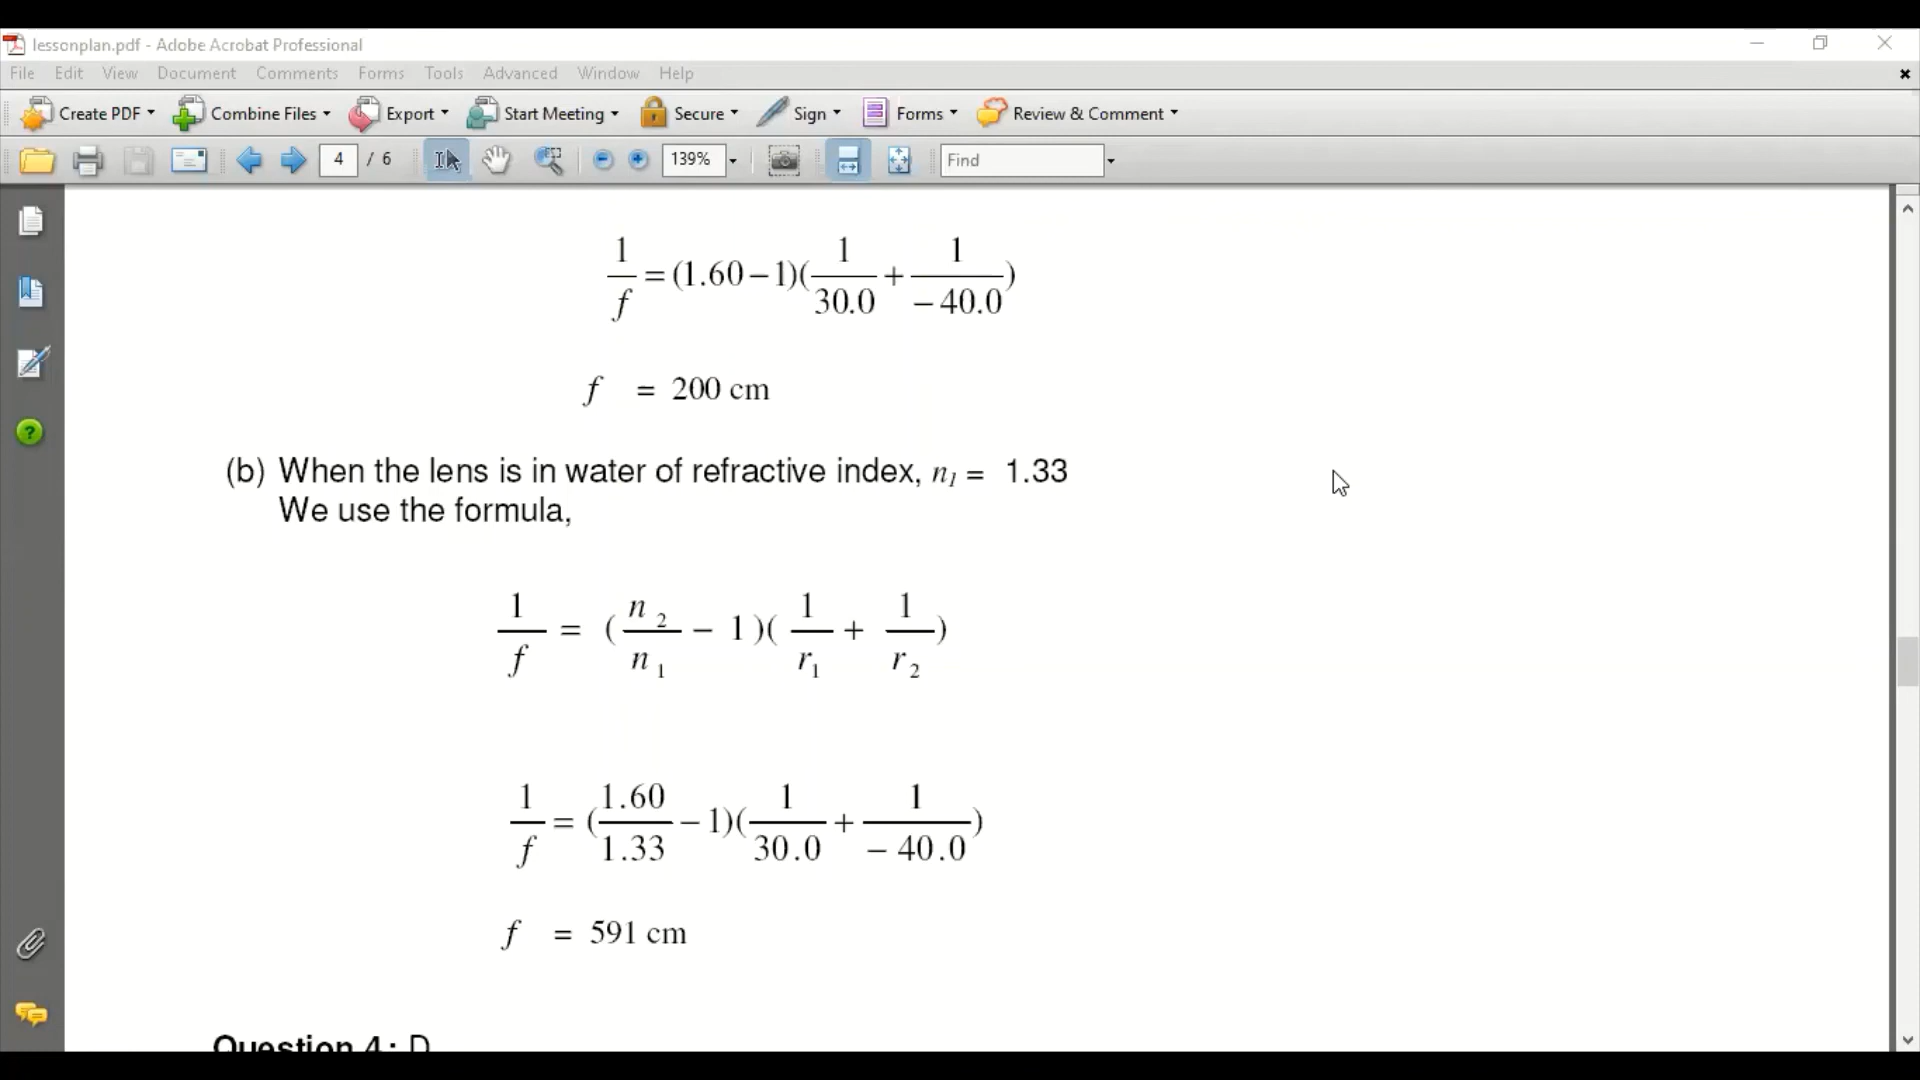 lessonplan.pdf - Adobe Acrobat Professional
File Edit View Document Comments Forms Tools Advanced Window Help
Create PDF Combine Files Export Start Meeting Secure Sign Forms Review & Comment
4 / 6 139% Find
1/f = (1.60 − 1)(1/30.0 + 1/− 40.0)
f = 200 cm
(b) When the lens is in water of refractive index, n₁ = 1.33
We use the formula,
1/f = (n₂/n₁ − 1)(1/r₁ + 1/r₂)
1/f = (1.60/1.33 − 1)(1/30.0 + 1/− 40.0)
f = 591 cm
Question 4: D